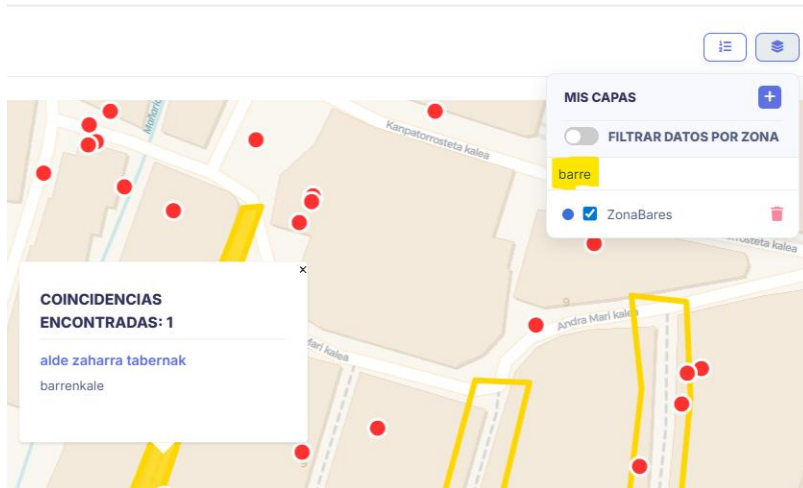 MIS CAPAS
+
FILTRAR DATOS POR ZONA
barre
ZonaBares
Kanpatorrosteta kalea
rrosteta kalea
9
Andra Mari kalea
Mari kalea
9
×
COINCIDENCIAS
ENCONTRADAS: 1
alde zaharra tabernak
barrenkale